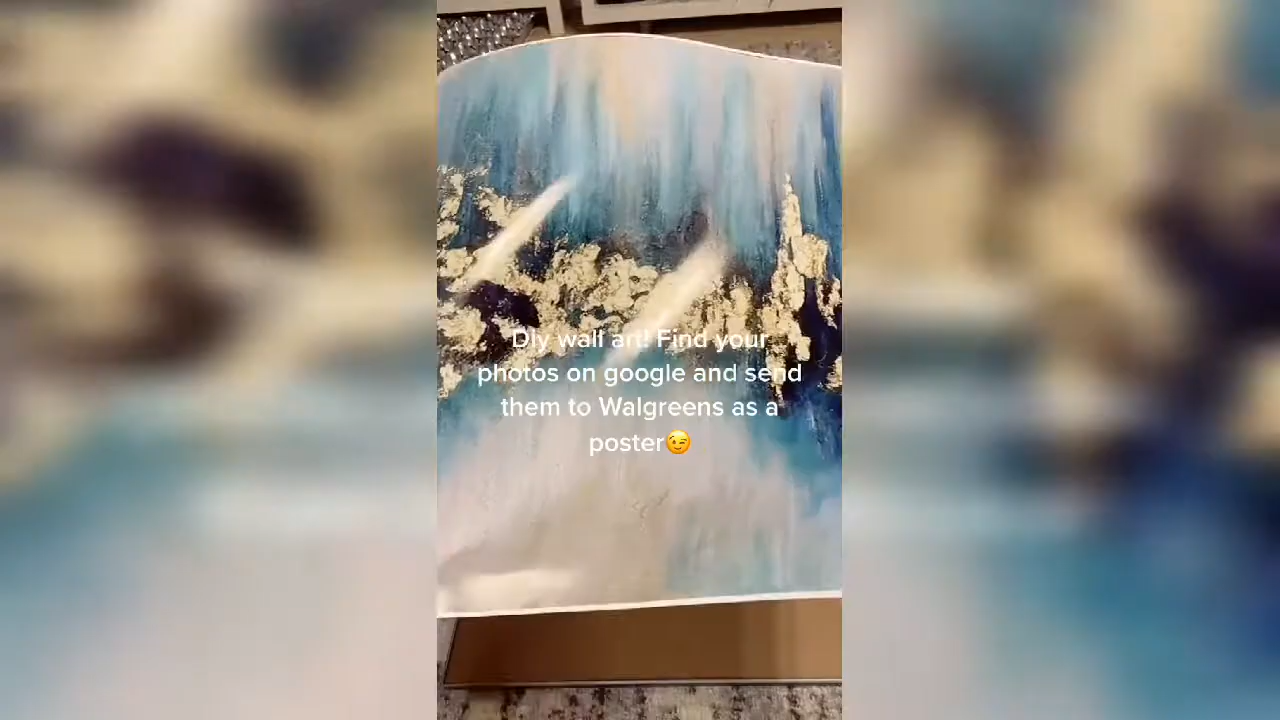 DIy wall art! Find your
photos on google and send
them to Walgreens as a
poster😉